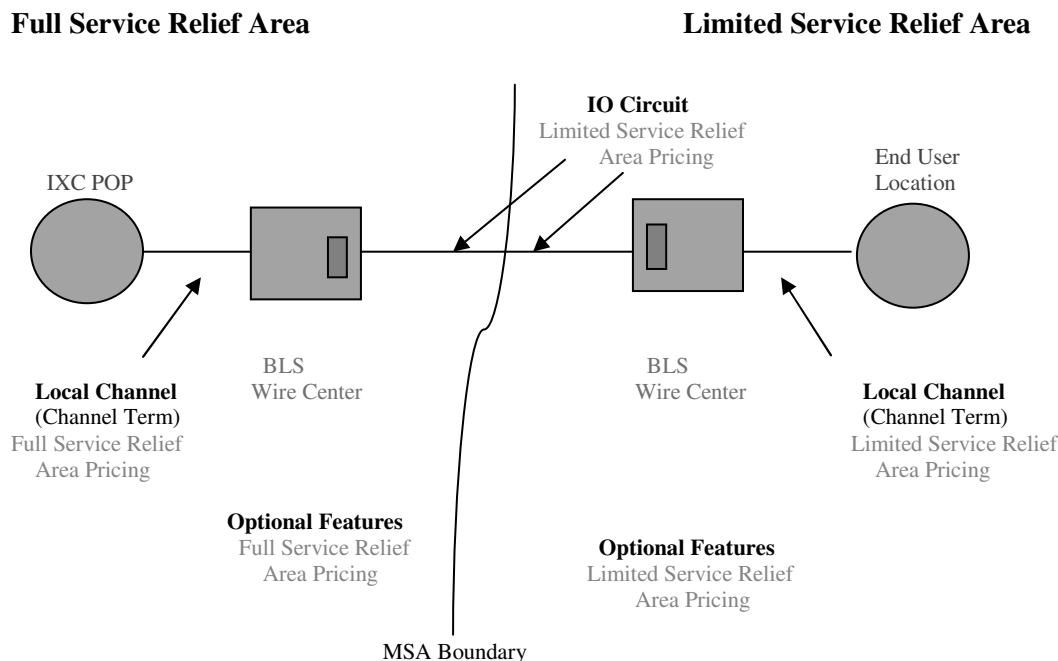 Full Service Relief Area
Limited Service Relief Area
IO Circuit
Limited Service Relief
Area Pricing
IXC POP
End User
Location
BLS
Wire Center
BLS
Wire Center
Local Channel
(Channel Term)
Full Service Relief
Area Pricing
Local Channel
(Channel Term)
Limited Service Relief
Area Pricing
Optional Features
Full Service Relief
Area Pricing
Optional Features
Limited Service Relief
Area Pricing
MSA Boundary